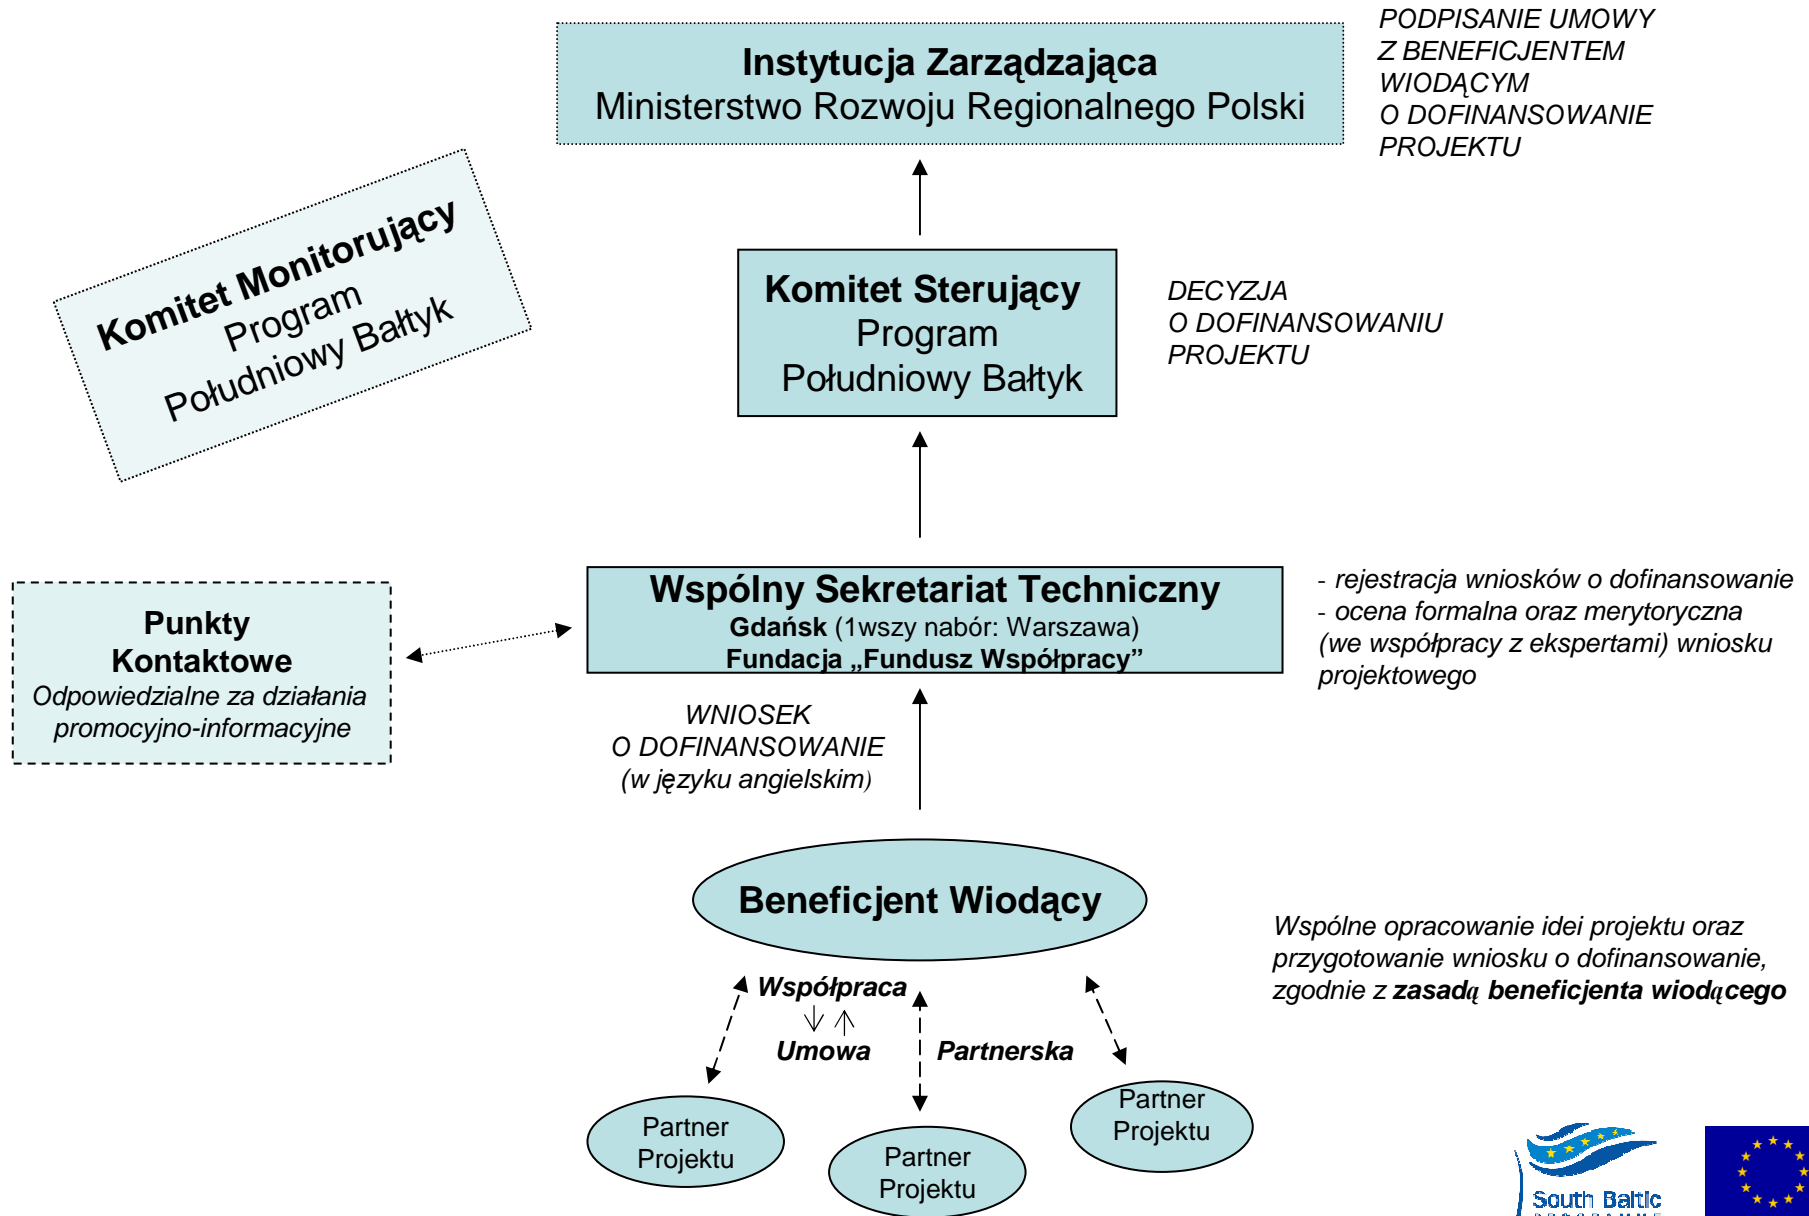 Instytucja Zarządzająca
Ministerstwo Rozwoju Regionalnego Polski
PODPISANIE UMOWY
Z BENEFICJENTEM
WIODĄCYM
O DOFINANSOWANIE
PROJEKTU
Komitet Monitorujący
Program
Południowy Bałtyk
Komitet Sterujący
Program
Południowy Bałtyk
DECYZJA
O DOFINANSOWANIU
PROJEKTU
Punkty
Kontaktowe
Odpowiedzialne za działania
promocyjno-informacyjne
Wspólny Sekretariat Techniczny
Gdańsk (1wszy nabór: Warszawa)
Fundacja „Fundusz Współpracy”
- rejestracja wniosków o dofinansowanie
- ocena formalna oraz merytoryczna
(we współpracy z ekspertami) wniosku
projektowego
WNIOSEK
O DOFINANSOWANIE
(w języku angielskim)
Beneficjent Wiodący
Wspólne opracowanie idei projektu oraz
przygotowanie wniosku o dofinansowanie,
zgodnie z zasadą beneficjenta wiodącego
Współpraca
Umowa Partnerska
Partner
Projektu
Partner
Projektu
Partner
Projektu
South Baltic
PROGRAMME